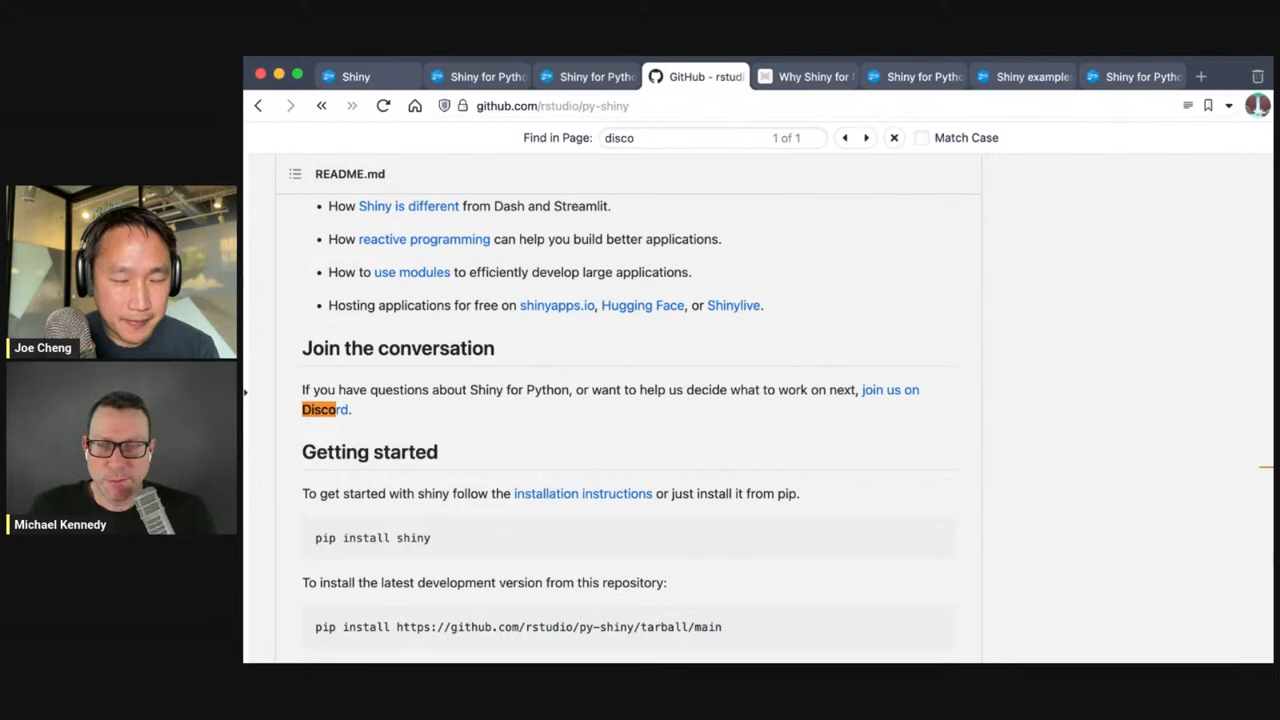 Shiny
Shiny for Pytho
Shiny for Pytho
GitHub - rstudi
Why Shiny for
Shiny for Pytho
Shiny example
Shiny for Pytho
github.com/rstudio/py-shiny
Find in Page:
disco
1 of 1
Match Case
README.md
• How Shiny is different from Dash and Streamlit.
• How reactive programming can help you build better applications.
• How to use modules to efficiently develop large applications.
• Hosting applications for free on shinyapps.io, Hugging Face, or Shinylive.
Join the conversation
If you have questions about Shiny for Python, or want to help us decide what to work on next, join us on
Discord.
Getting started
To get started with shiny follow the installation instructions or just install it from pip.
pip install shiny
To install the latest development version from this repository:
pip install https://github.com/rstudio/py-shiny/tarball/main
Joe Cheng
Michael Kennedy